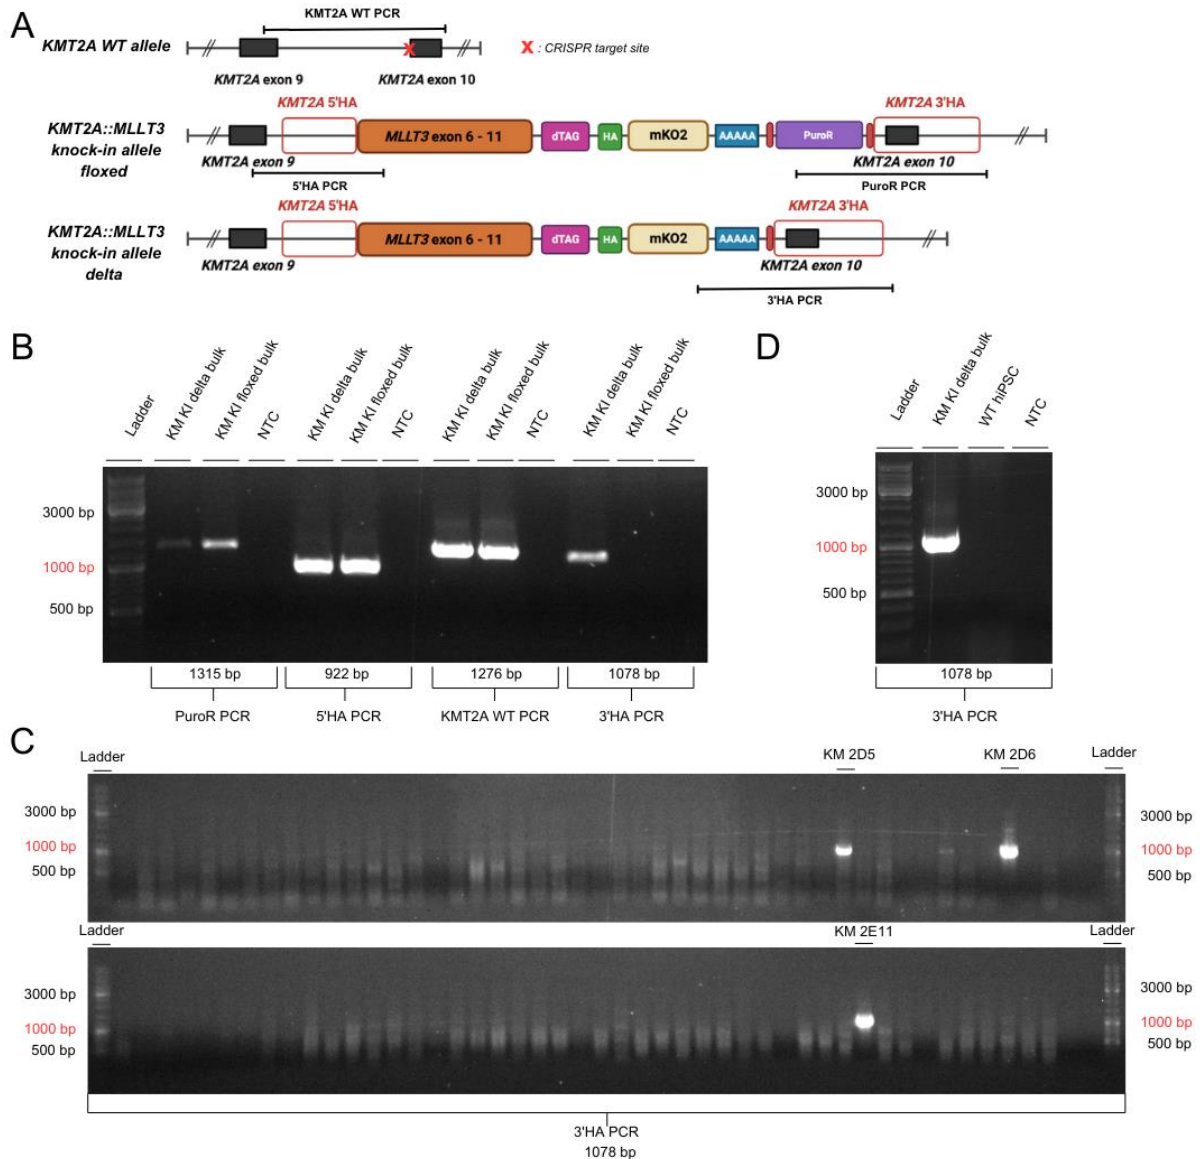 A
KMT2A WT PCR
KMT2A WT allele
X : CRISPR target site
KMT2A exon 9
KMT2A exon 10
KMT2A 5'HA
KMT2A 3'HA
KMT2A::MLLT3
knock-in allele
floxed
MLLT3 exon 6 - 11
dTAG
HA
mKO2
AAAAA
PuroR
KMT2A exon 9
KMT2A exon 10
5'HA PCR
PuroR PCR
KMT2A 5'HA
KMT2A 3'HA
KMT2A::MLLT3
knock-in allele
delta
MLLT3 exon 6 - 11
dTAG
HA
mKO2
AAAAA
KMT2A exon 9
KMT2A exon 10
3'HA PCR
B
Ladder
KM KI delta bulk
KM KI floxed bulk
NTC
KM KI delta bulk
KM KI floxed bulk
NTC
KM KI delta bulk
KM KI floxed bulk
NTC
KM KI delta bulk
KM KI floxed bulk
NTC
3000 bp
1000 bp
500 bp
1315 bp
922 bp
1276 bp
1078 bp
PuroR PCR
5'HA PCR
KMT2A WT PCR
3'HA PCR
D
Ladder
KM KI delta bulk
WT hiPSC
NTC
3000 bp
1000 bp
500 bp
1078 bp
3'HA PCR
C
Ladder
KM 2D5
KM 2D6
Ladder
3000 bp
1000 bp
500 bp
3000 bp
1000 bp
500 bp
Ladder
KM 2E11
Ladder
3000 bp
1000 bp
500 bp
3000 bp
1000 bp
500 bp
3'HA PCR
1078 bp